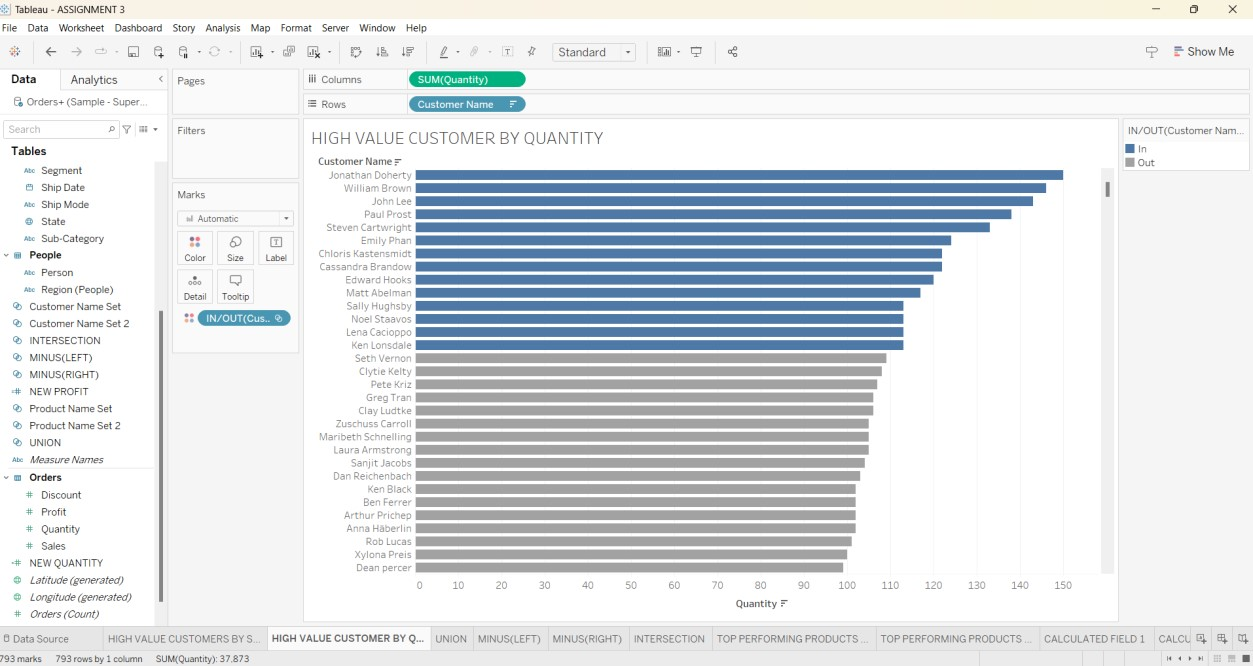 Tableau - ASSIGNMENT 3
File Data Worksheet Dashboard Story Analysis Map Format Server Window Help
Standard
Show Me
Data Analytics
Orders+ (Sample - Super...
Search
Tables
Abc Segment
Ship Date
Abc Ship Mode
State
Abc Sub-Category
People
Abc Person
Abc Region (People)
Customer Name Set
Customer Name Set 2
INTERSECTION
MINUS(LEFT)
MINUS(RIGHT)
NEW PROFIT
Product Name Set
Product Name Set 2
UNION
Abc Measure Names
Orders
Discount
Profit
Quantity
Sales
NEW QUANTITY
Latitude (generated)
Longitude (generated)
Orders (Count)
Pages
Filters
Marks
Automatic
Color Size Label
Detail Tooltip
IN/OUT(Cus..
Columns SUM(Quantity)
Rows Customer Name
HIGH VALUE CUSTOMER BY QUANTITY
Customer Name
Jonathan Doherty
William Brown
John Lee
Paul Prost
Steven Cartwright
Emily Phan
Chloris Kastensmidt
Cassandra Brandow
Edward Hooks
Matt Abelman
Sally Hughsby
Noel Staavos
Lena Cacioppo
Ken Lonsdale
Seth Vernon
Clytie Kelty
Pete Kriz
Greg Tran
Clay Ludtke
Zuschuss Carroll
Maribeth Schnelling
Laura Armstrong
Sanjit Jacobs
Dan Reichenbach
Ken Black
Ben Ferrer
Arthur Prichep
Anna Häberlin
Rob Lucas
Xylona Preis
Dean percer
0 10 20 30 40 50 60 70 80 90 100 110 120 130 140 150
Quantity
IN/OUT(Customer Nam...
In
Out
Data Source HIGH VALUE CUSTOMERS BY S... HIGH VALUE CUSTOMER BY Q... UNION MINUS(LEFT) MINUS(RIGHT) INTERSECTION TOP PERFORMING PRODUCTS ... TOP PERFORMING PRODUCTS ... CALCULATED FIELD 1 CALCU
793 marks 793 rows by 1 column SUM(Quantity): 37,873